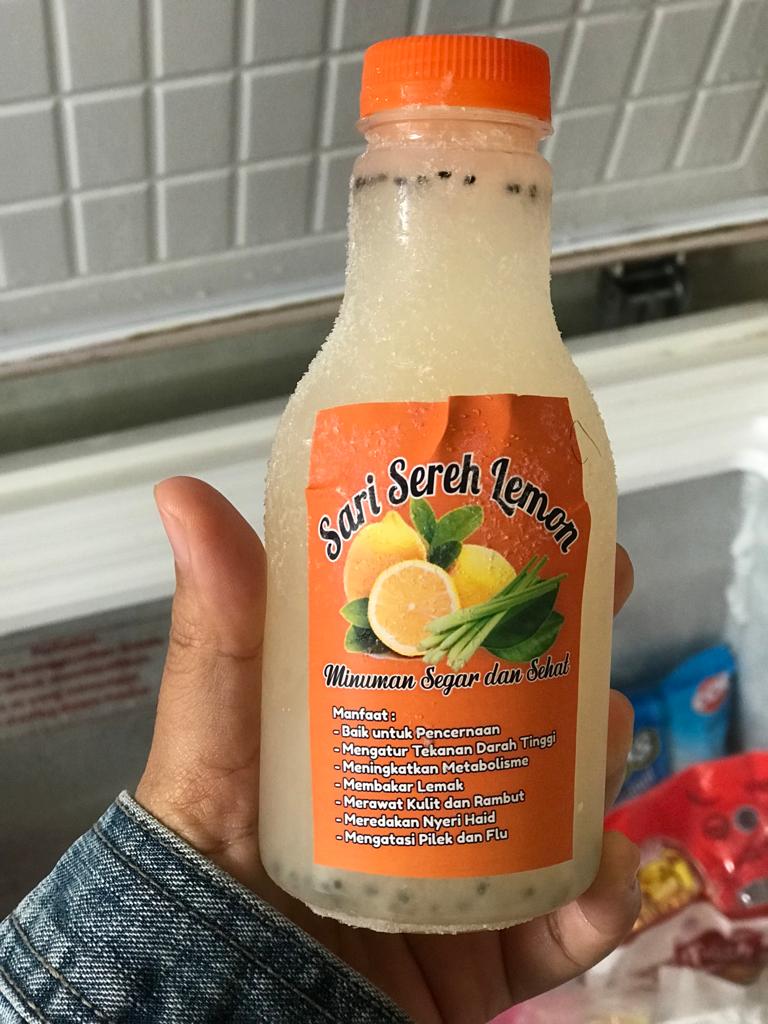 Sari Sereh Lemon
Minuman Segar dan Sehat
Manfaat :
- Baik untuk Pencernaan
- Mengatur Tekanan Darah Tinggi
- Meningkatkan Metabolisme
- Membakar Lemak
- Merawat Kulit dan Rambut
- Meredakan Nyeri Haid
- Mengatasi Pilek dan Flu